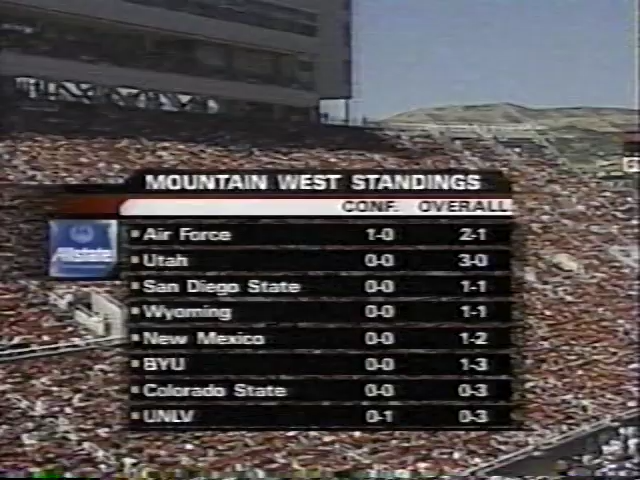 MOUNTAIN WEST STANDINGS
CONF. OVERALL
Allstate
Air Force 1-0 2-1
Utah 0-0 3-0
San Diego State 0-0 1-1
Wyoming 0-0 1-1
New Mexico 0-0 1-2
BYU 0-0 1-3
Colorado State 0-0 0-3
UNLV 0-1 0-3